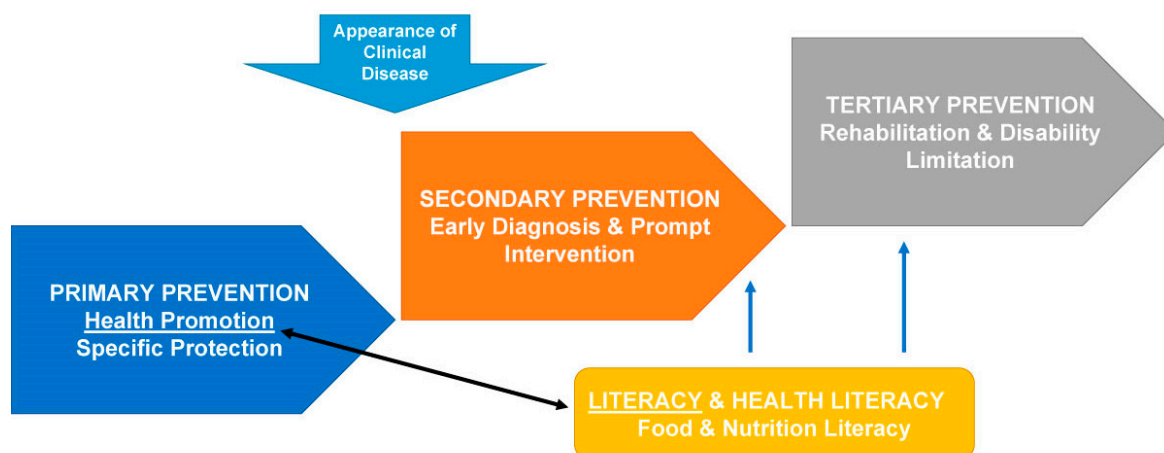 Appearance of
Clinical
Disease
TERTIARY PREVENTION
Rehabilitation & Disability
Limitation
SECONDARY PREVENTION
Early Diagnosis & Prompt
Intervention
PRIMARY PREVENTION
Health Promotion
Specific Protection
LITERACY & HEALTH LITERACY
Food & Nutrition Literacy